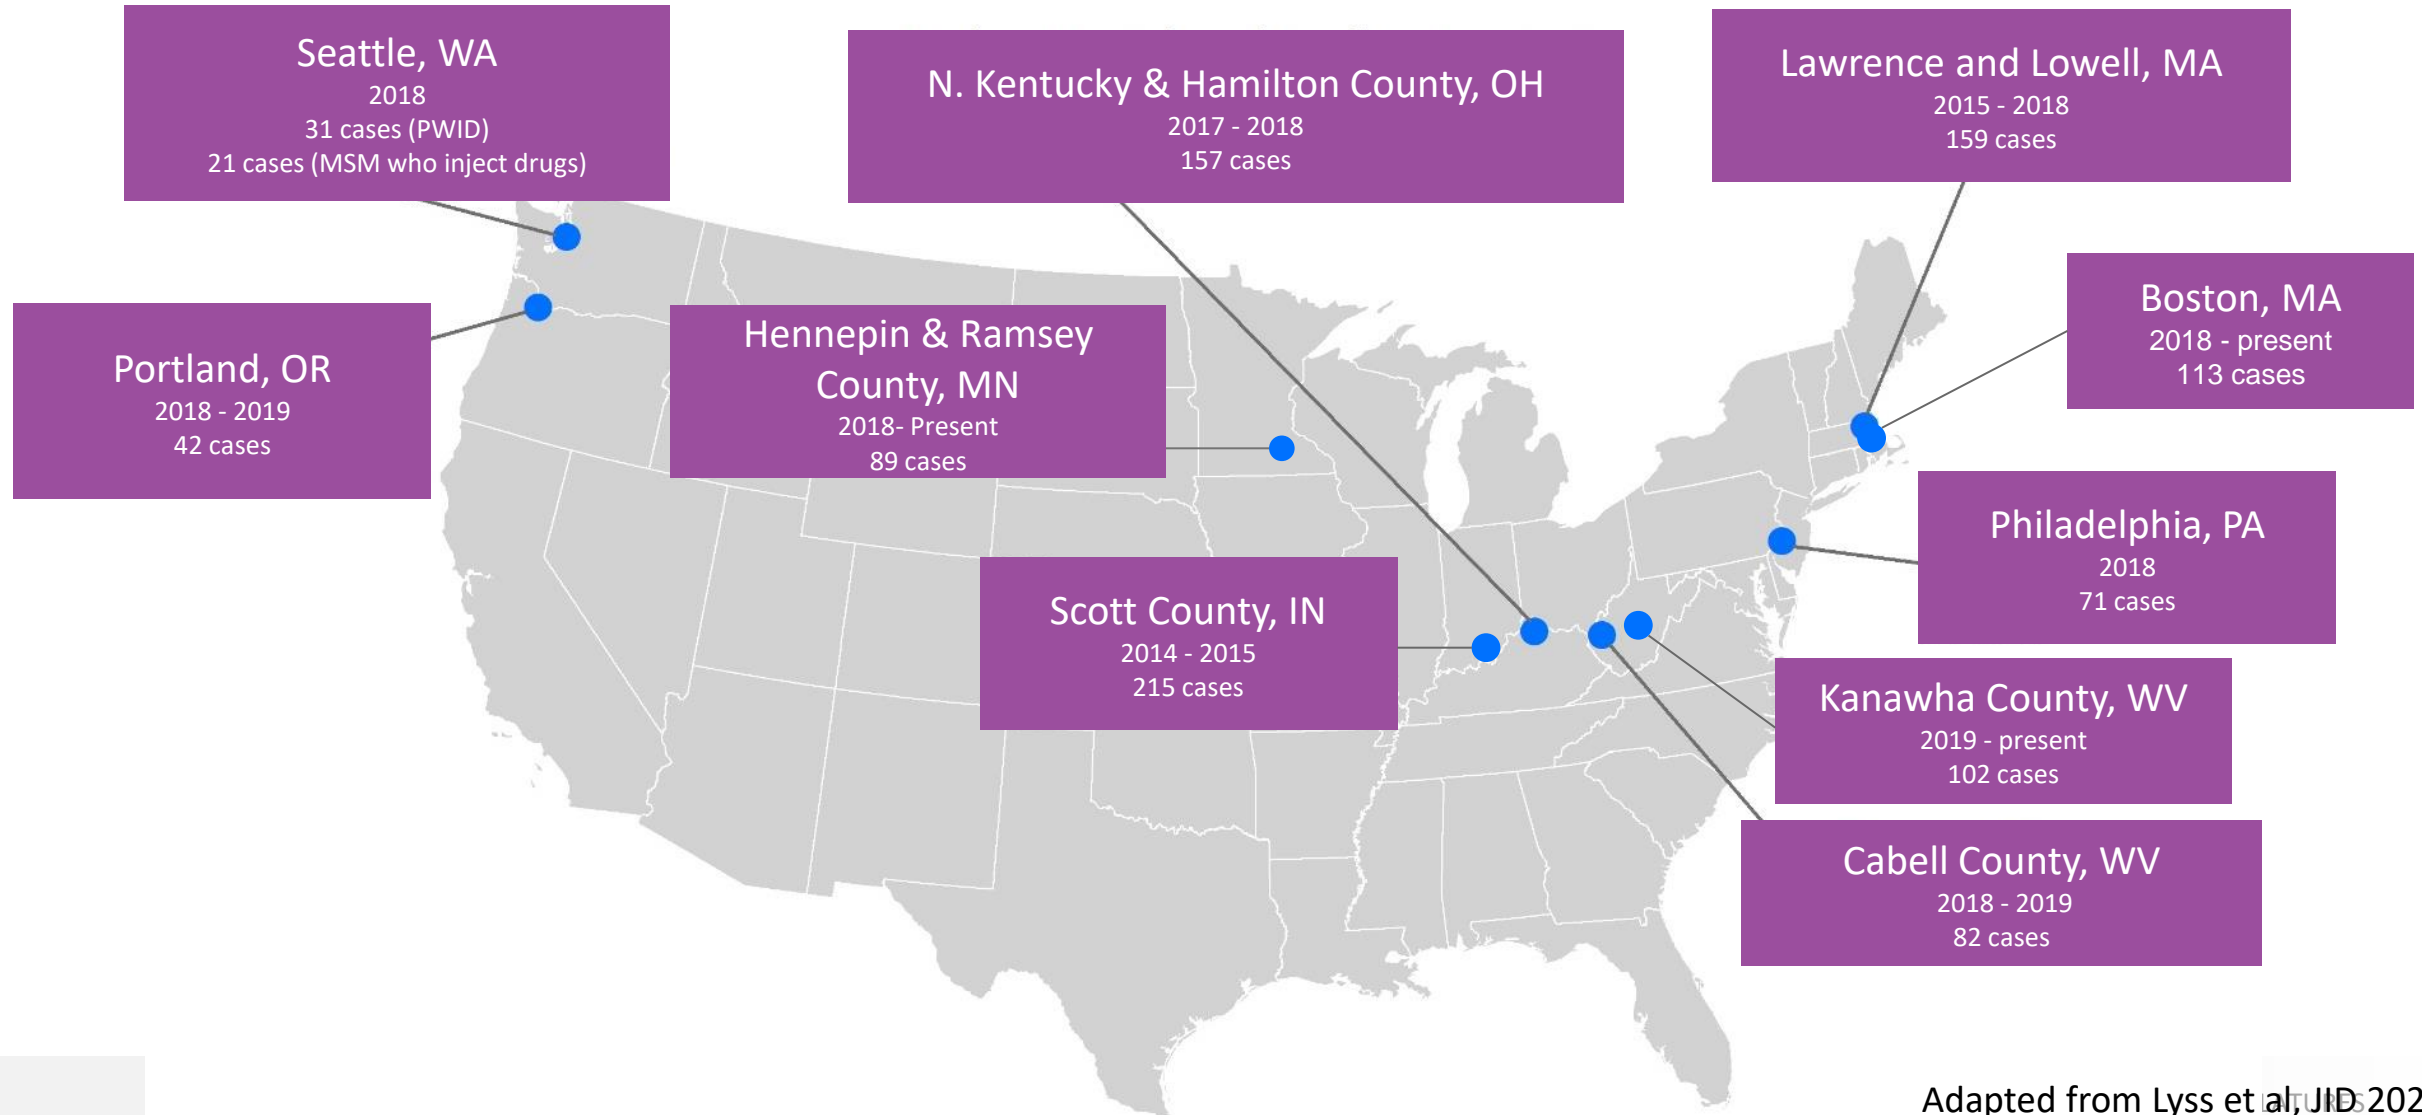 Seattle, WA
2018
31 cases (PWID)
21 cases (MSM who inject drugs)
N. Kentucky & Hamilton County, OH
2017 - 2018
157 cases
Lawrence and Lowell, MA
2015 - 2018
159 cases
Boston, MA
2018 - present
113 cases
Portland, OR
2018 - 2019
42 cases
Hennepin & Ramsey
County, MN
2018- Present
89 cases
Philadelphia, PA
2018
71 cases
Scott County, IN
2014 - 2015
215 cases
Kanawha County, WV
2019 - present
102 cases
Cabell County, WV
2018 - 2019
82 cases
Adapted from Lyss et al, JID 202